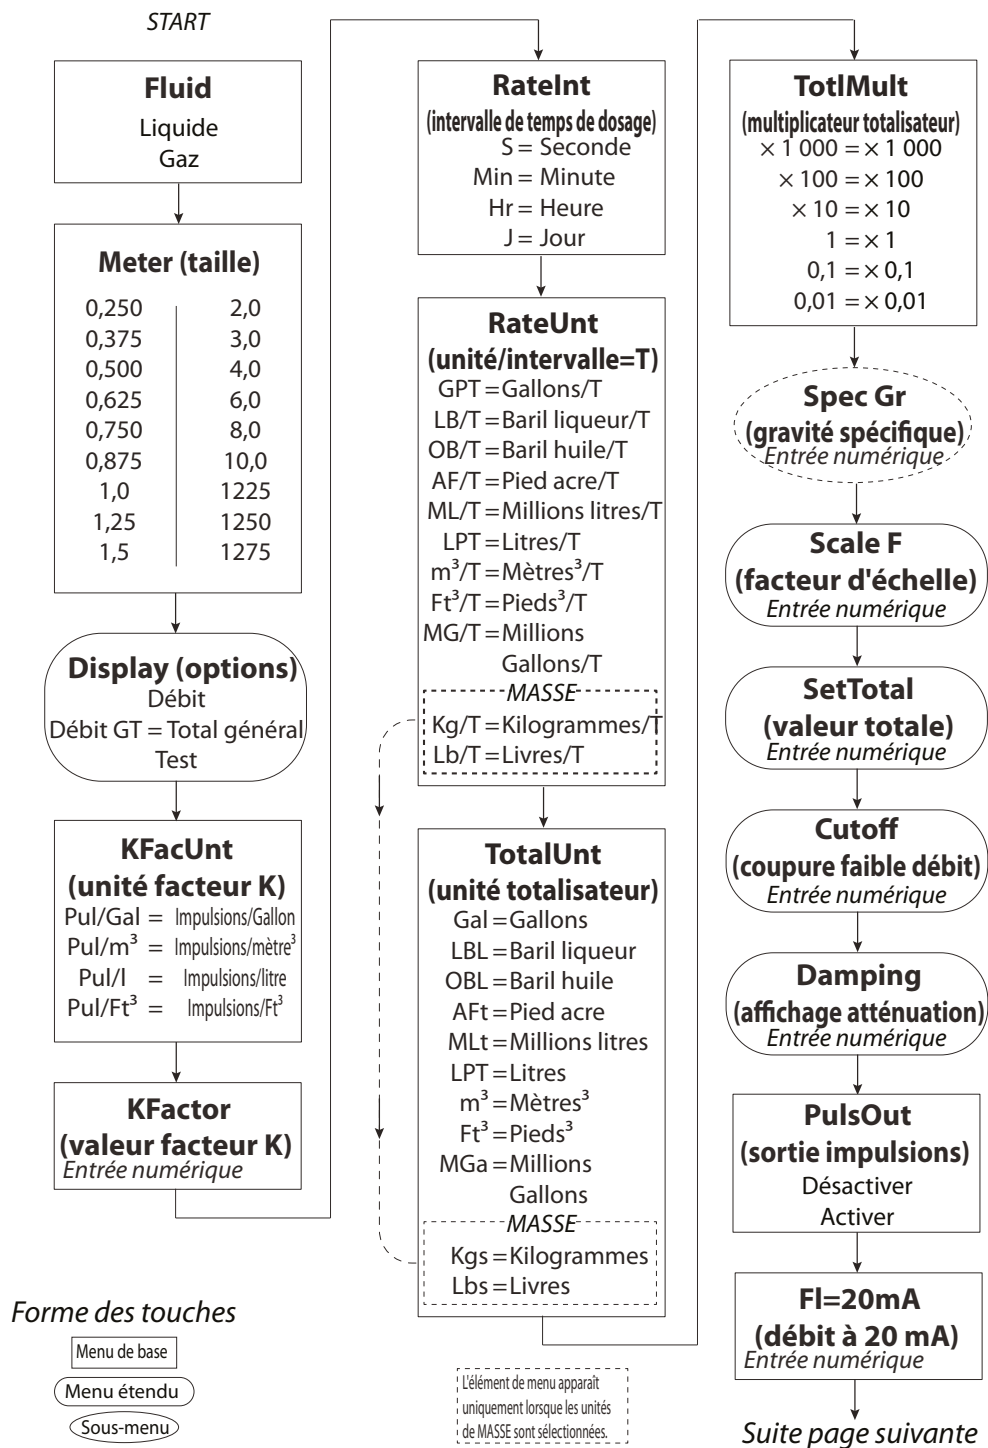 START
Fluid
Liquide
Gaz
Meter (taille)
0,250 2,0
0,375 3,0
0,500 4,0
0,625 6,0
0,750 8,0
0,875 10,0
1,0 1225
1,25 1250
1,5 1275
Display (options)
Débit
Débit GT = Total général
Test
KFacUnt
(unité facteur K)
Pul/Gal = Impulsions/Gallon
Pul/m³ = Impulsions/mètre³
Pul/l = Impulsions/litre
Pul/Ft³ = Impulsions/Ft³
KFactor
(valeur facteur K)
Entrée numérique
RateInt
(intervalle de temps de dosage)
S = Seconde
Min = Minute
Hr = Heure
J = Jour
RateUnt
(unité/intervalle=T)
GPT = Gallons/T
LB/T = Baril liqueur/T
OB/T = Baril huile/T
AF/T = Pied acre/T
ML/T = Millions litres/T
LPT = Litres/T
m³/T = Mètres³/T
Ft³/T = Pieds³/T
MG/T = Millions
Gallons/T
MASSE
Kg/T = Kilogrammes/T
Lb/T = Livres/T
TotalUnt
(unité totalisateur)
Gal = Gallons
LBL = Baril liqueur
OBL = Baril huile
AFt = Pied acre
MLt = Millions litres
LPT = Litres
m³ = Mètres³
Ft³ = Pieds³
MGa = Millions
Gallons
MASSE
Kgs = Kilogrammes
Lbs = Livres
TotlMult
(multiplicateur totalisateur)
× 1 000 = × 1 000
× 100 = × 100
× 10 = × 10
1 = × 1
0,1 = × 0,1
0,01 = × 0,01
Spec Gr
(gravité spécifique)
Entrée numérique
Scale F
(facteur d'échelle)
Entrée numérique
SetTotal
(valeur totale)
Entrée numérique
Cutoff
(coupure faible débit)
Entrée numérique
Damping
(affichage atténuation)
Entrée numérique
PulsOut
(sortie impulsions)
Désactiver
Activer
Fl=20mA
(débit à 20 mA)
Entrée numérique
Suite page suivante
Forme des touches
Menu de base
Menu étendu
Sous-menu
L'élément de menu apparaît
uniquement lorsque les unités
de MASSE sont sélectionnées.